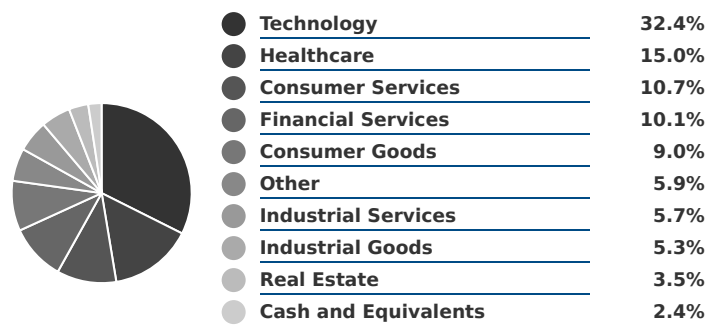 Technology 32.4%
Healthcare 15.0%
Consumer Services 10.7%
Financial Services 10.1%
Consumer Goods 9.0%
Other 5.9%
Industrial Services 5.7%
Industrial Goods 5.3%
Real Estate 3.5%
Cash and Equivalents 2.4%